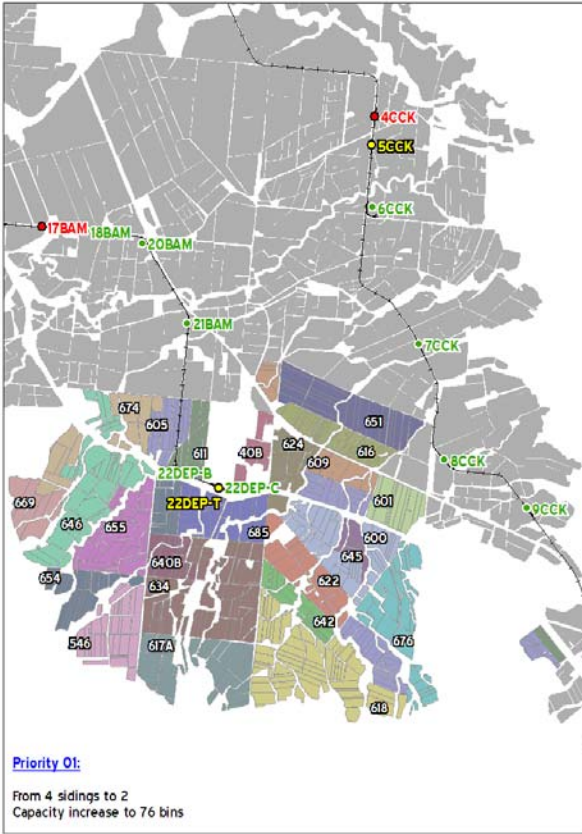 4CCK
5CCK
6CCK
17BAM
18BAM
20BAM
21BAM
7CCK
674
605
611
40B
624
651
616
609
22DEP-B
22DEP-C
22DEP-T
8CCK
669
646
655
601
9CCK
685
600
640B
645
654
634
622
546
617A
642
676
618
Priority 01:
From 4 sidings to 2
Capacity increase to 76 bins